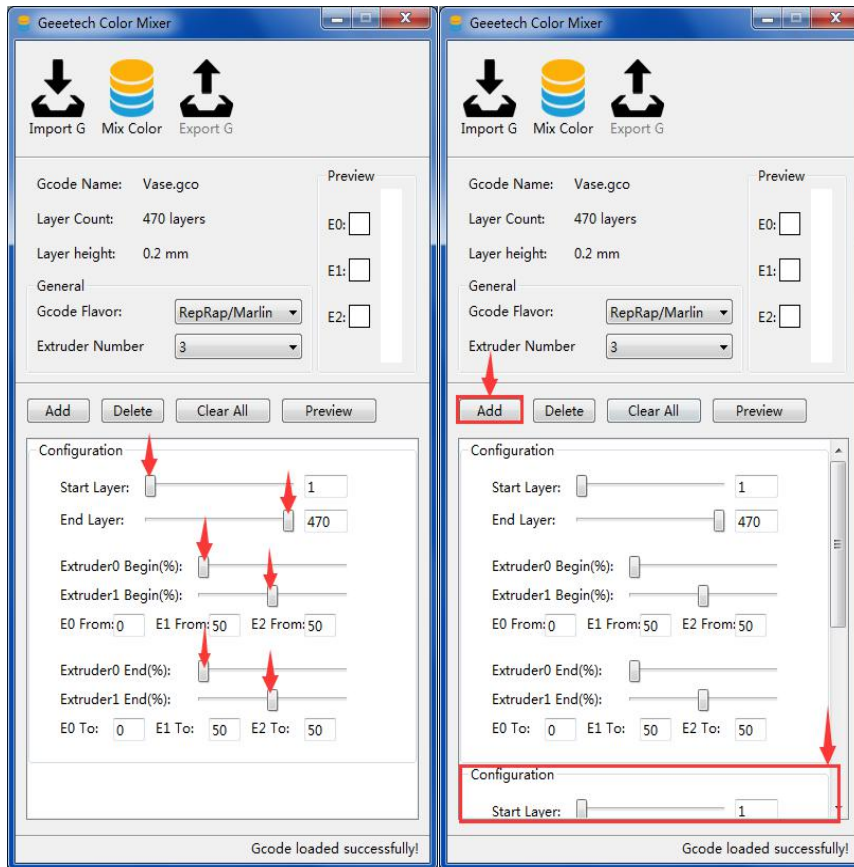 Geeetech Color Mixer
Import G Mix Color Export G
Gcode Name: Vase.gco
Layer Count: 470 layers
Layer height: 0.2 mm
Preview
E0:
E1:
E2:
General
Gcode Flavor: RepRap/Marlin
Extruder Number 3
Add Delete Clear All Preview
Configuration
Start Layer: 1
End Layer: 470
Extruder0 Begin(%):
Extruder1 Begin(%):
E0 From: 0 E1 From: 50 E2 From: 50
Extruder0 End(%):
Extruder1 End(%):
E0 To: 0 E1 To: 50 E2 To: 50
Gcode loaded successfully!
Geeetech Color Mixer
Import G Mix Color Export G
Gcode Name: Vase.gco
Layer Count: 470 layers
Layer height: 0.2 mm
Preview
E0:
E1:
E2:
General
Gcode Flavor: RepRap/Marlin
Extruder Number 3
Add Delete Clear All Preview
Configuration
Start Layer: 1
End Layer: 470
Extruder0 Begin(%):
Extruder1 Begin(%):
E0 From: 0 E1 From: 50 E2 From: 50
Extruder0 End(%):
Extruder1 End(%):
E0 To: 0 E1 To: 50 E2 To: 50
Configuration
Start Layer: 1
Gcode loaded successfully!